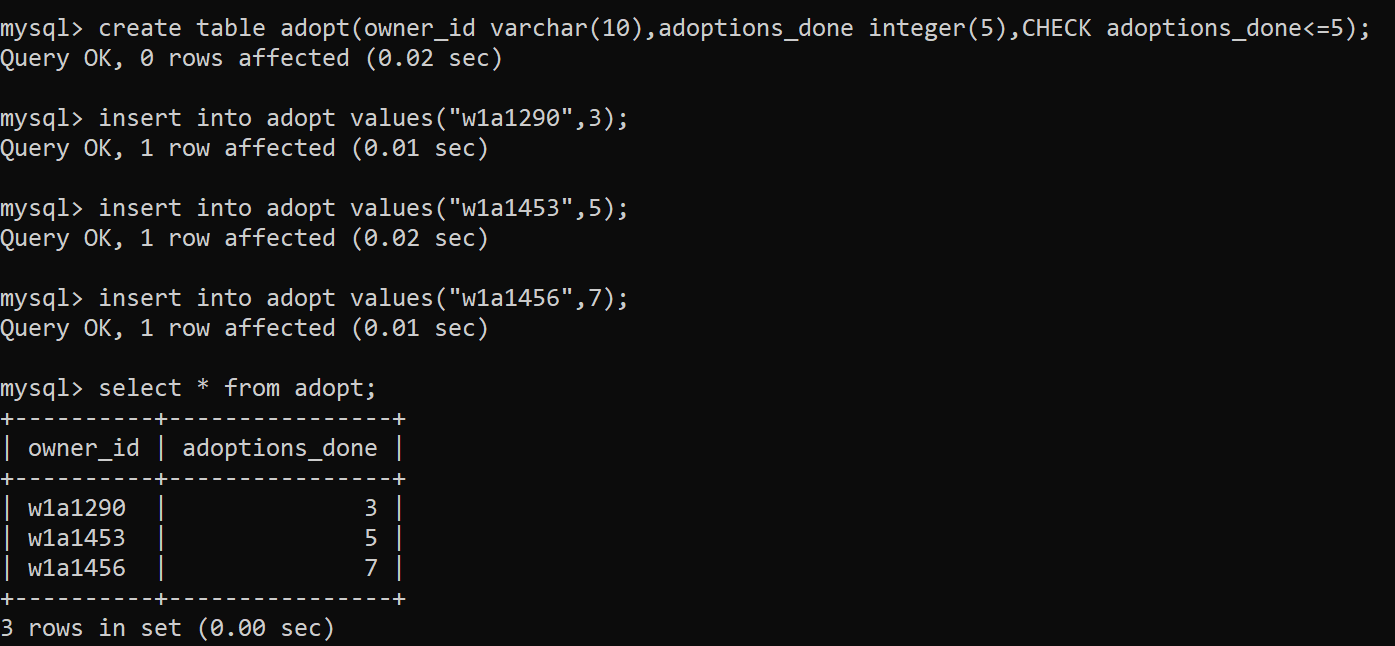 mysql> create table adopt(owner_id varchar(10),adoptions_done integer(5),CHECK adoptions_done<=5);
Query OK, 0 rows affected (0.02 sec)
mysql> insert into adopt values("w1a1290",3);
Query OK, 1 row affected (0.01 sec)
mysql> insert into adopt values("w1a1453",5);
Query OK, 1 row affected (0.02 sec)
mysql> insert into adopt values("w1a1456",7);
Query OK, 1 row affected (0.01 sec)
mysql> select * from adopt;
+----------+----------------+
| owner_id | adoptions_done |
+----------+----------------+
| w1a1290  |              3 |
| w1a1453  |              5 |
| w1a1456  |              7 |
+----------+----------------+
3 rows in set (0.00 sec)